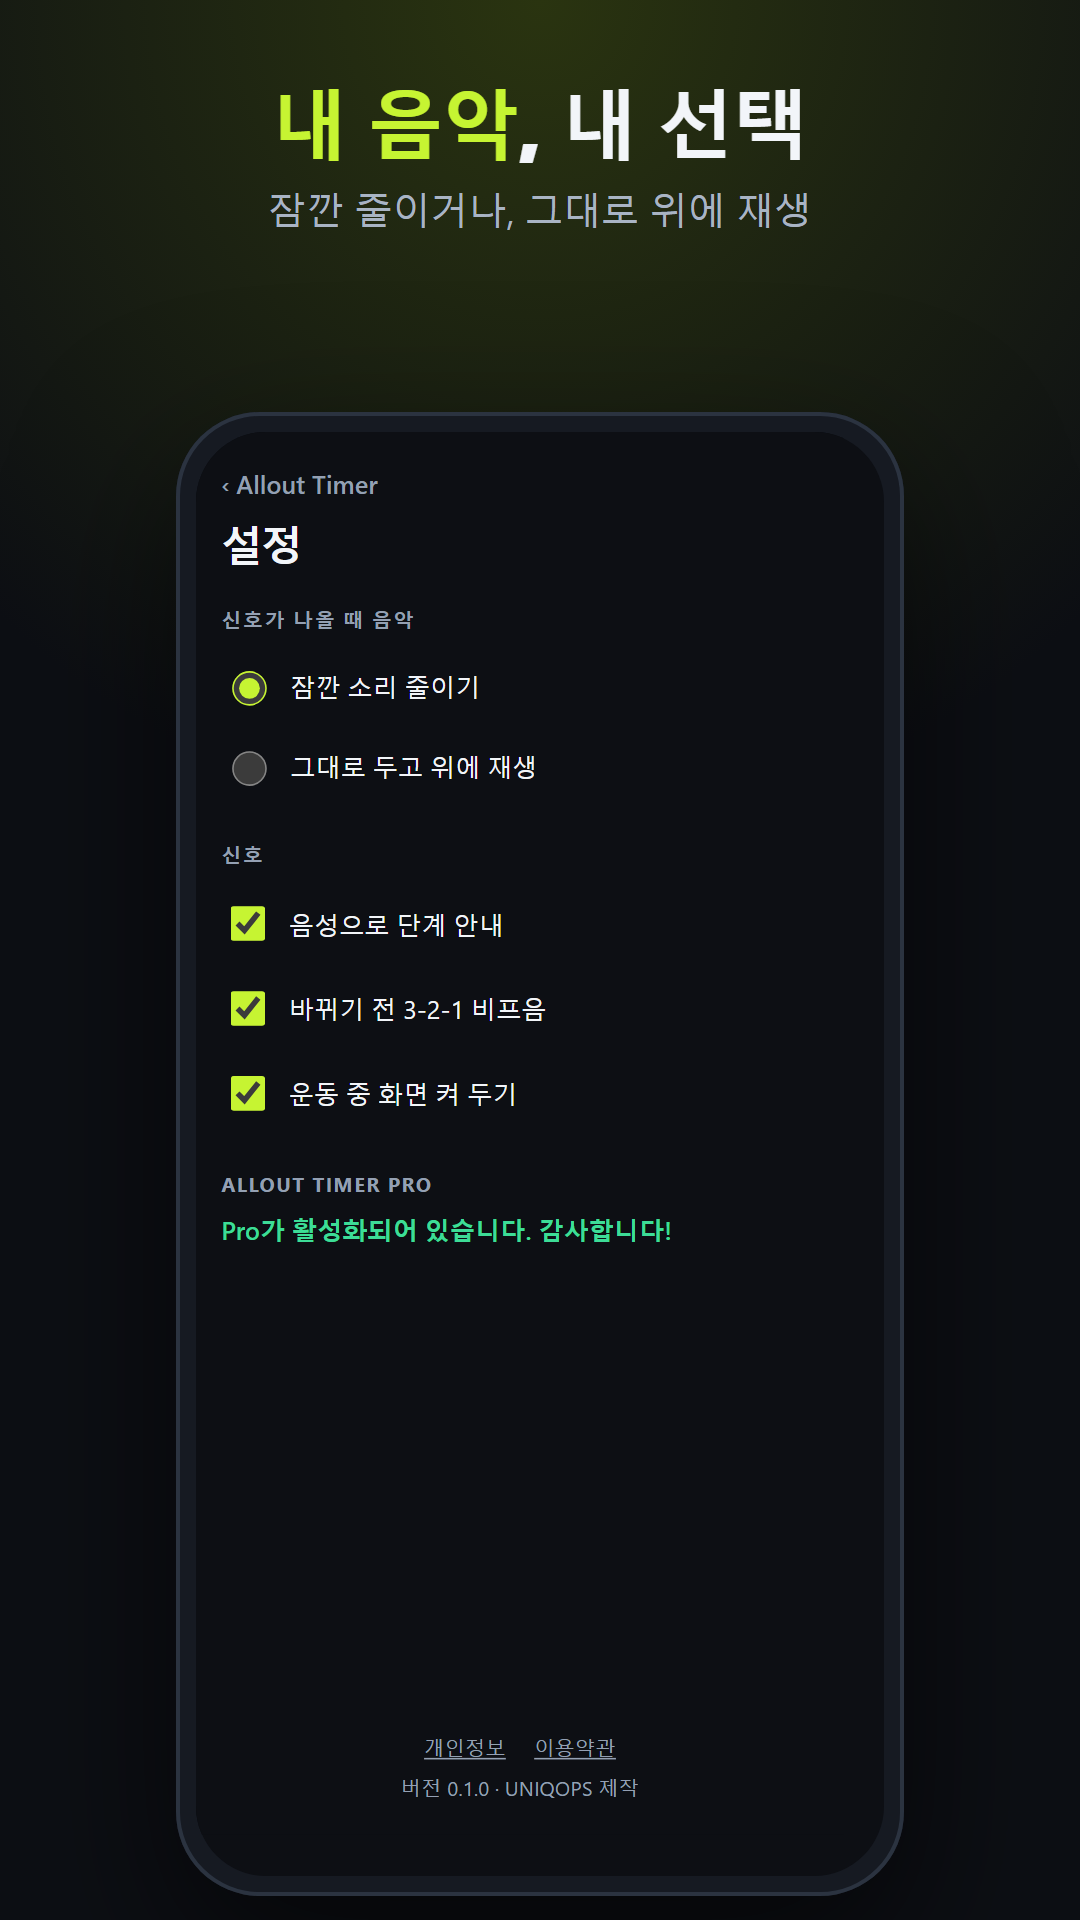 내 음악, 내 선택
잠깐 줄이거나, 그대로 위에 재생
‹ Allout Timer
설정
신호가 나올 때 음악
잠깐 소리 줄이기
그대로 두고 위에 재생
신호
음성으로 단계 안내
바뀌기 전 3-2-1 비프음
운동 중 화면 켜 두기
ALLOUT TIMER PRO
Pro가 활성화되어 있습니다. 감사합니다!
개인정보 이용약관
버전 0.1.0 · UNIQOPS 제작